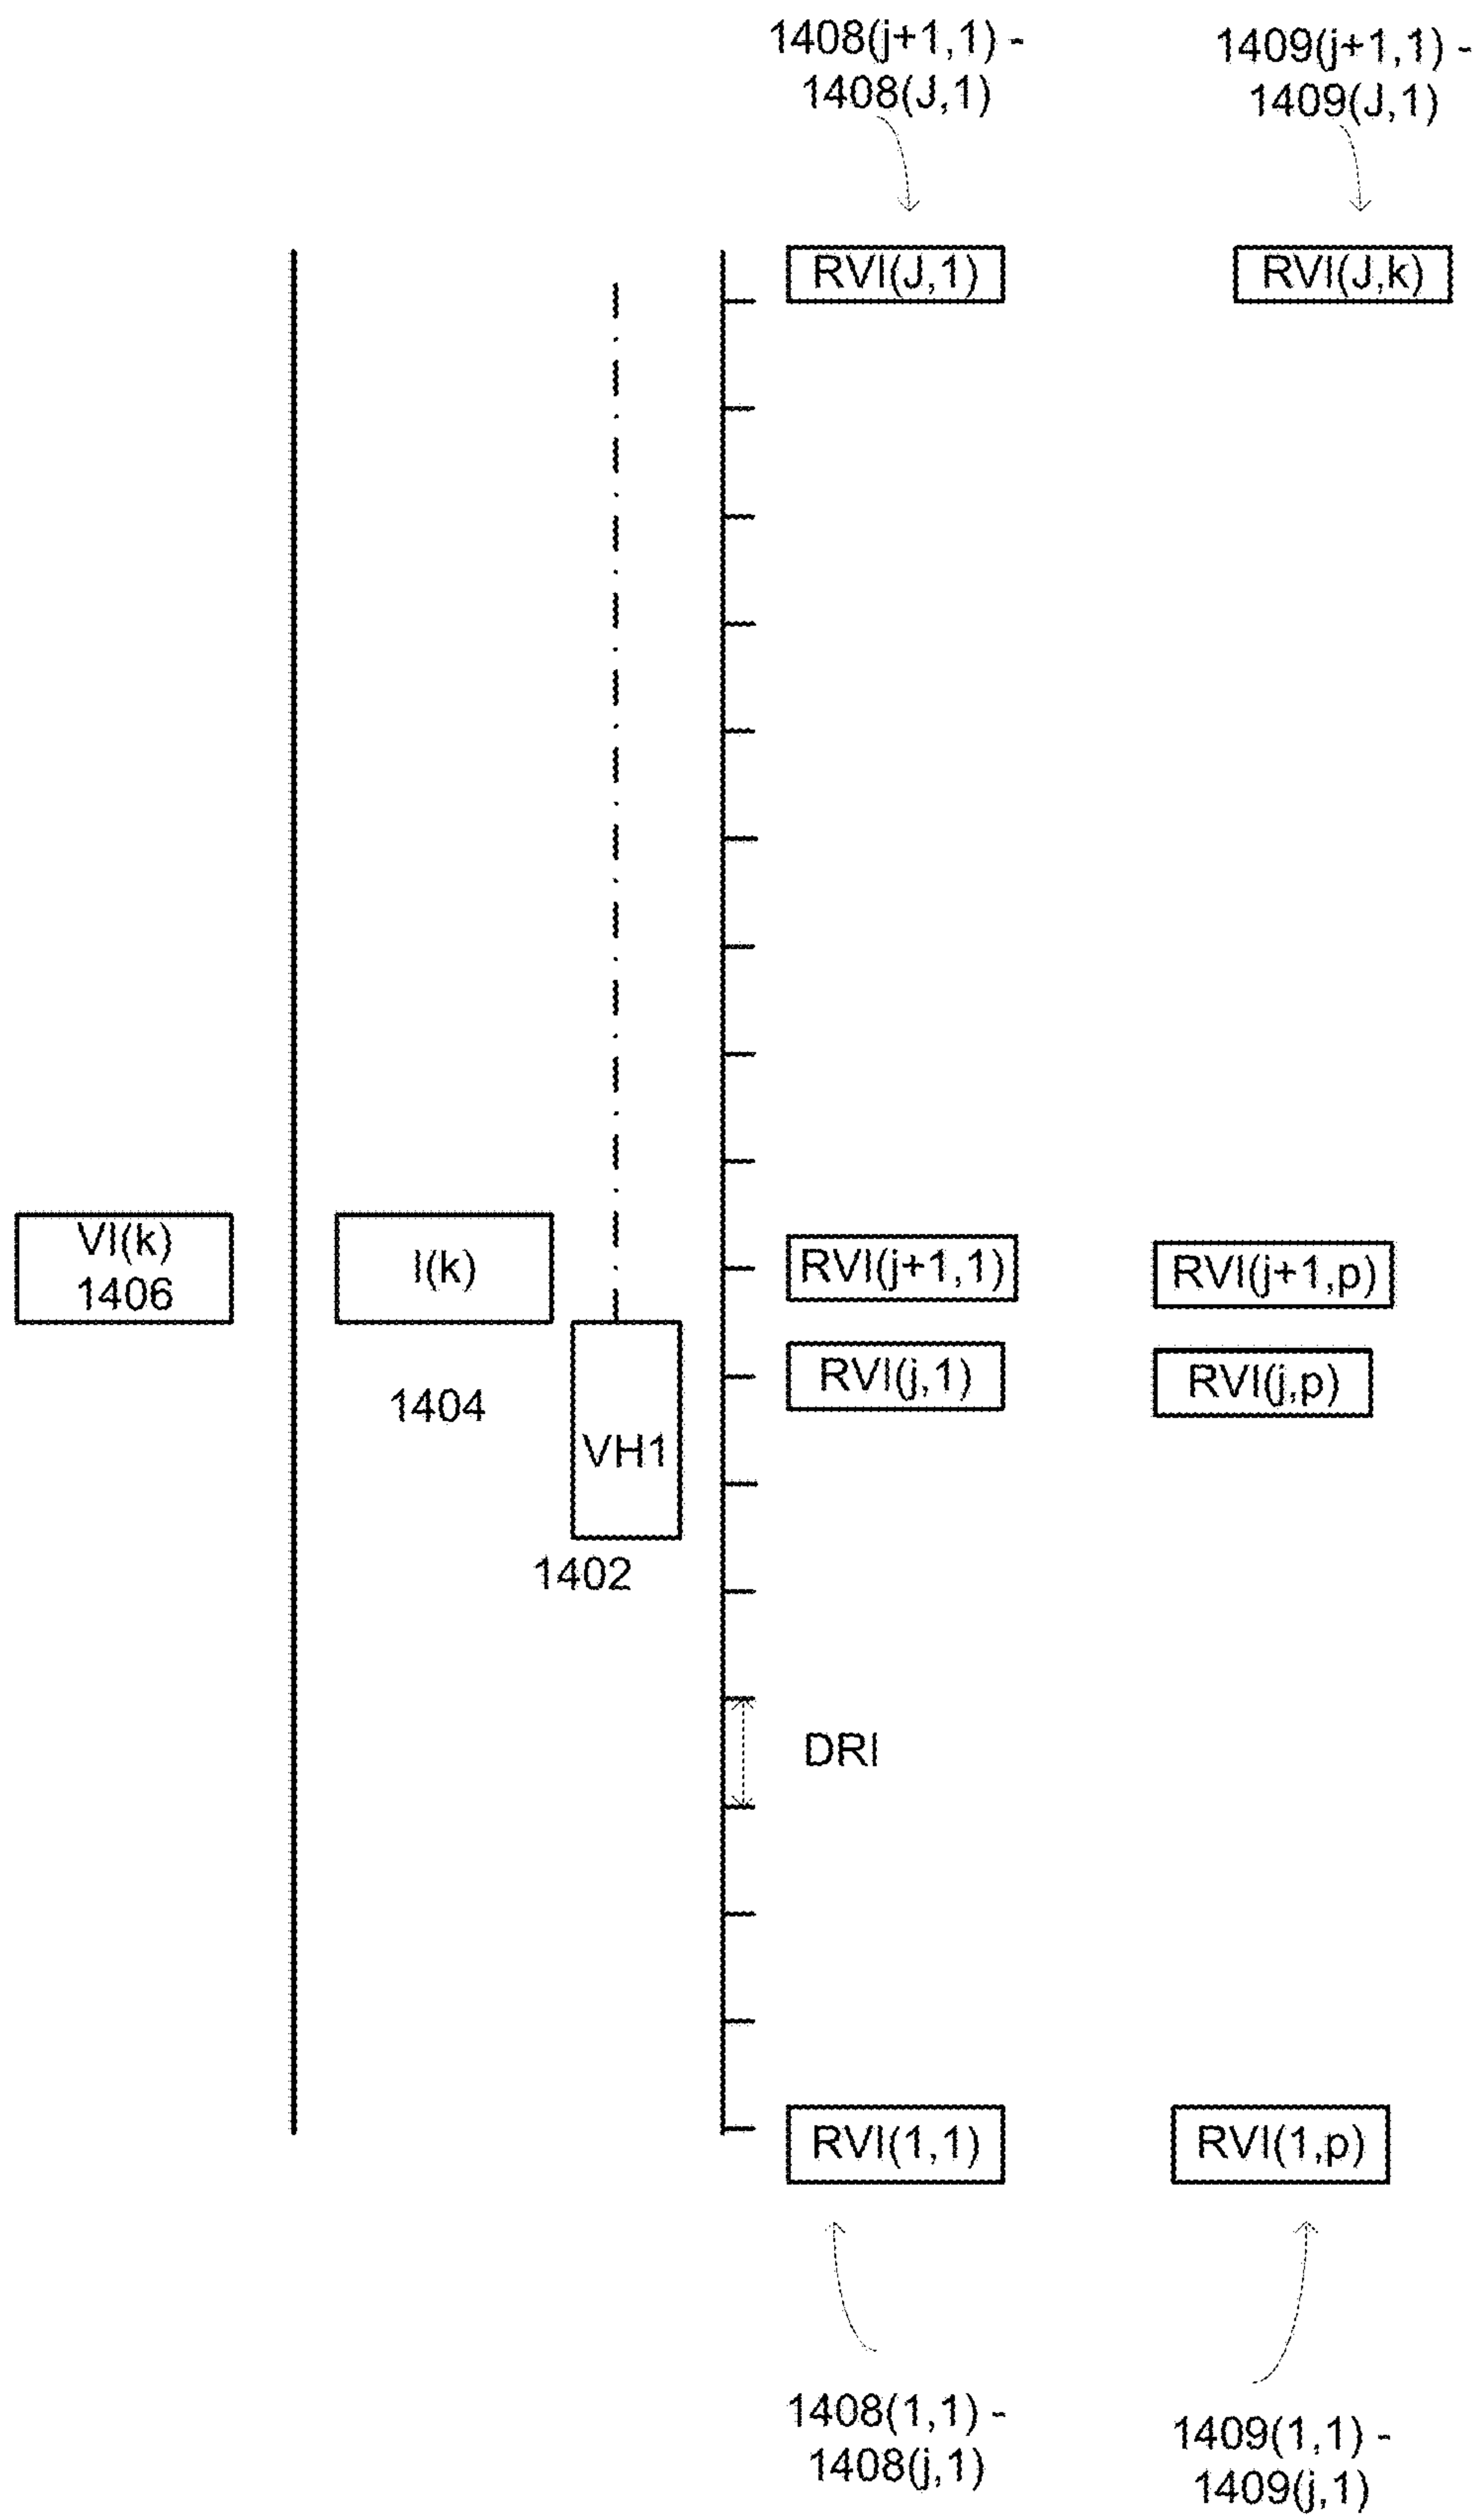 1408(j+1,1) -
1408(J,1)
1409(j+1,1) -
1409(J,1)
RVI(J,1)
RVI(J,k)
VI(k)
1406
I(k)
RVI(j+1,1)
RVI(j+1,p)
1404
RVI(j,1)
RVI(j,p)
VH1
1402
DRI
RVI(1,1)
RVI(1,p)
1408(1,1) -
1408(j,1)
1409(1,1) -
1409(j,1)